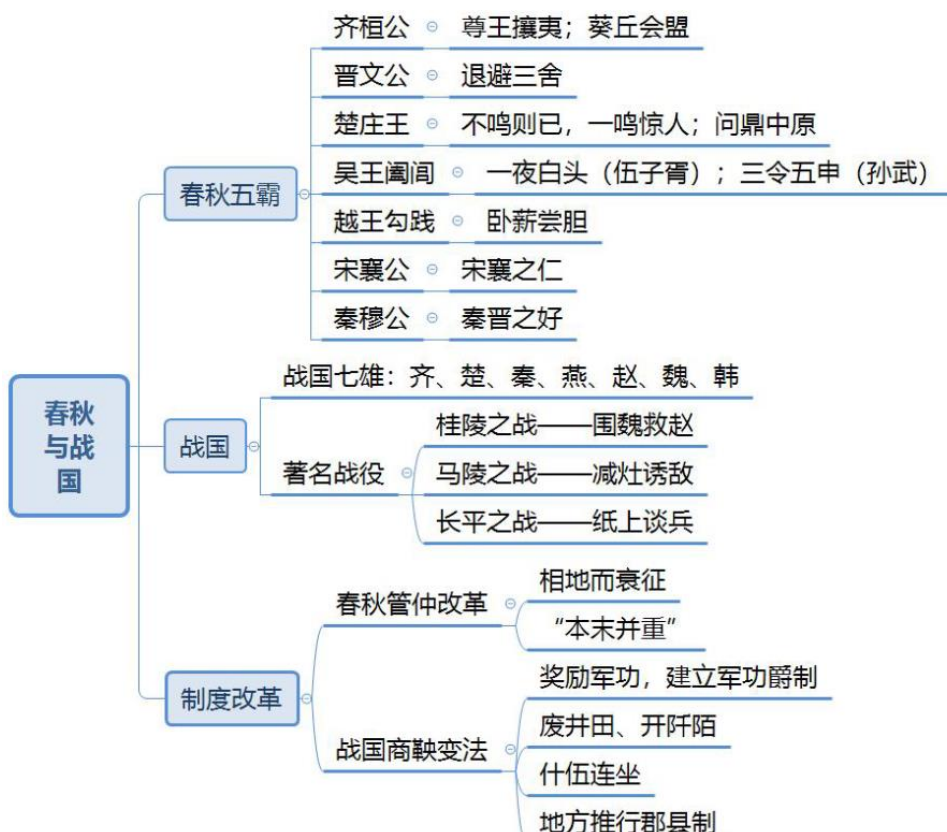 春秋
与战
国
春秋五霸
齐桓公
尊王攘夷；葵丘会盟
晋文公
退避三舍
楚庄王
不鸣则已，一鸣惊人；问鼎中原
吴王阖闾
一夜白头（伍子胥）；三令五申（孙武）
越王勾践
卧薪尝胆
宋襄公
宋襄之仁
秦穆公
秦晋之好
战国
战国七雄：齐、楚、秦、燕、赵、魏、韩
著名战役
桂陵之战——围魏救赵
马陵之战——减灶诱敌
长平之战——纸上谈兵
制度改革
春秋管仲改革
相地而衰征
“本末并重”
战国商鞅变法
奖励军功，建立军功爵制
废井田、开阡陌
什伍连坐
地方推行郡县制